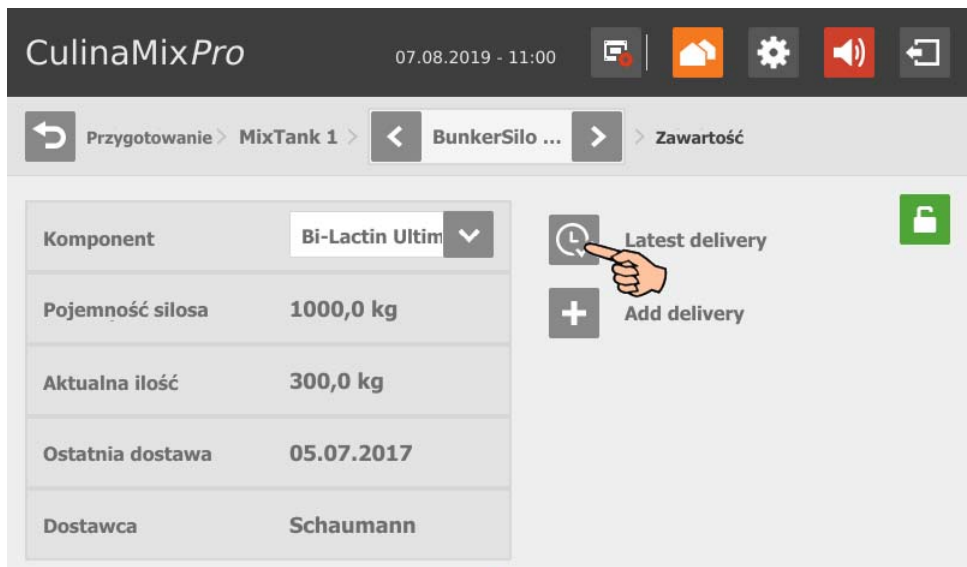 CulinaMixPro 07.08.2019 - 11:00
Przygotowanie > MixTank 1 > BunkerSilo ... > Zawartość
Komponent Bi-Lactin Ultim Latest delivery
Pojemność silosa 1000,0 kg Add delivery
Aktualna ilość 300,0 kg
Ostatnia dostawa 05.07.2017
Dostawca Schaumann